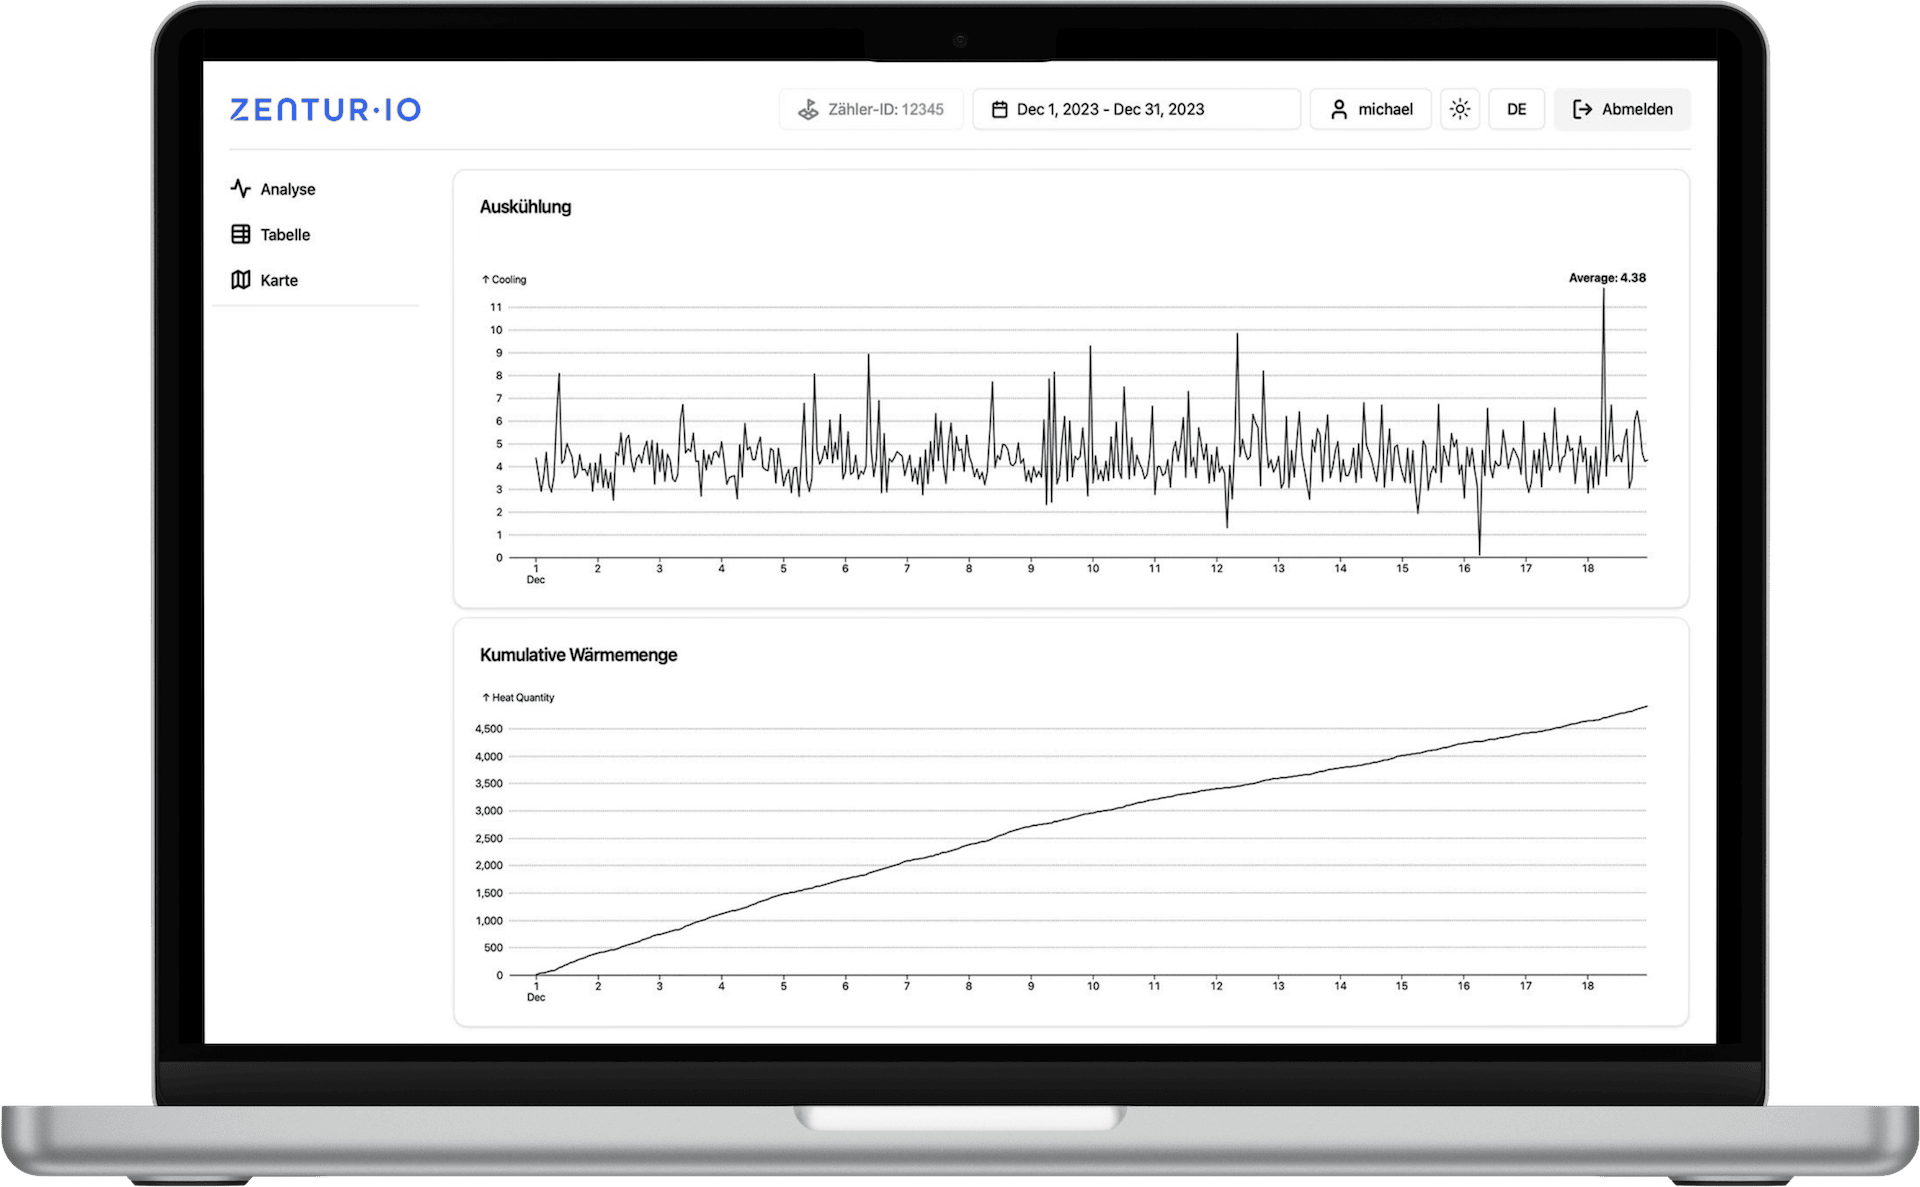 ZENTUR·IO
Zähler-ID: 12345
Dec 1, 2023 - Dec 31, 2023
michael
DE
Abmelden
Analyse
Tabelle
Karte
Auskühlung
↑ Cooling
Average: 4.38
11
10
9
8
7
6
5
4
3
2
1
0
1 2 3 4 5 6 7 8 9 10 11 12 13 14 15 16 17 18
Dec
Kumulative Wärmemenge
↑ Heat Quantity
4,500
4,000
3,500
3,000
2,500
2,000
1,500
1,000
500
0
1 2 3 4 5 6 7 8 9 10 11 12 13 14 15 16 17 18
Dec